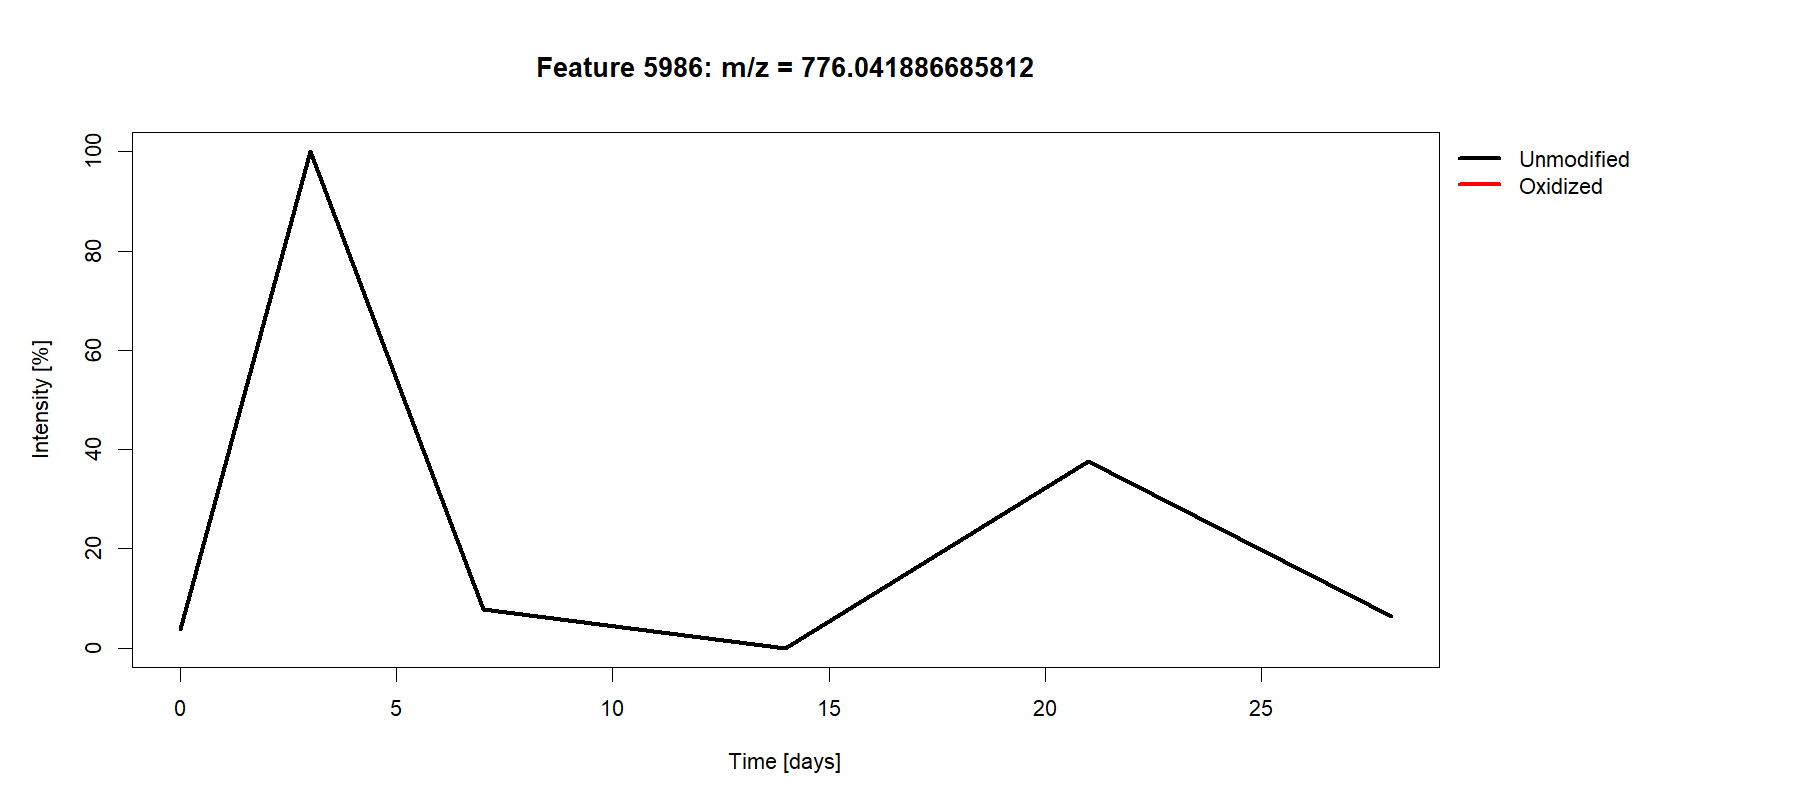 Feature 5986: m/z = 776.041886685812
Unmodified
Oxidized
Intensity [%]
100
80
60
40
20
0
0 5 10 15 20 25
Time [days]